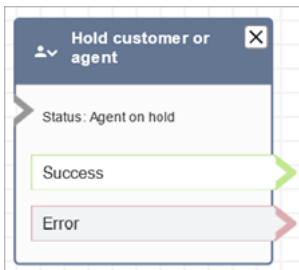 Hold customer or
agent
Status: Agent on hold
Success
Error